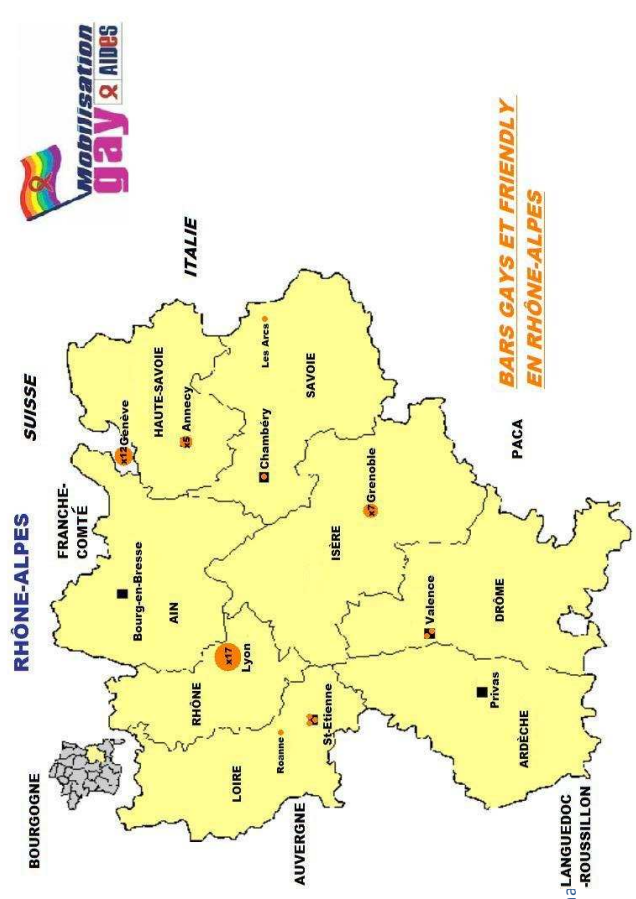 Mobilisation
gay AIDES
RHÔNE-ALPES
BOURGOGNE
FRANCHE-
COMTÉ
SUISSE
ITALIE
AUVERGNE
LANGUEDOC
-ROUSSILLON
PACA
LOIRE
RHÔNE
AIN
HAUTE-SAVOIE
SAVOIE
ISÈRE
DRÔME
ARDÈCHE
Bourg-en-Bresse
x12 Genève
x5 Annecy
Chambéry
Les Arcs
x17
Lyon
Roanne
St-Etienne
x7 Grenoble
Valence
Privas
BARS GAYS ET FRIENDLY
EN RHÔNE-ALPES